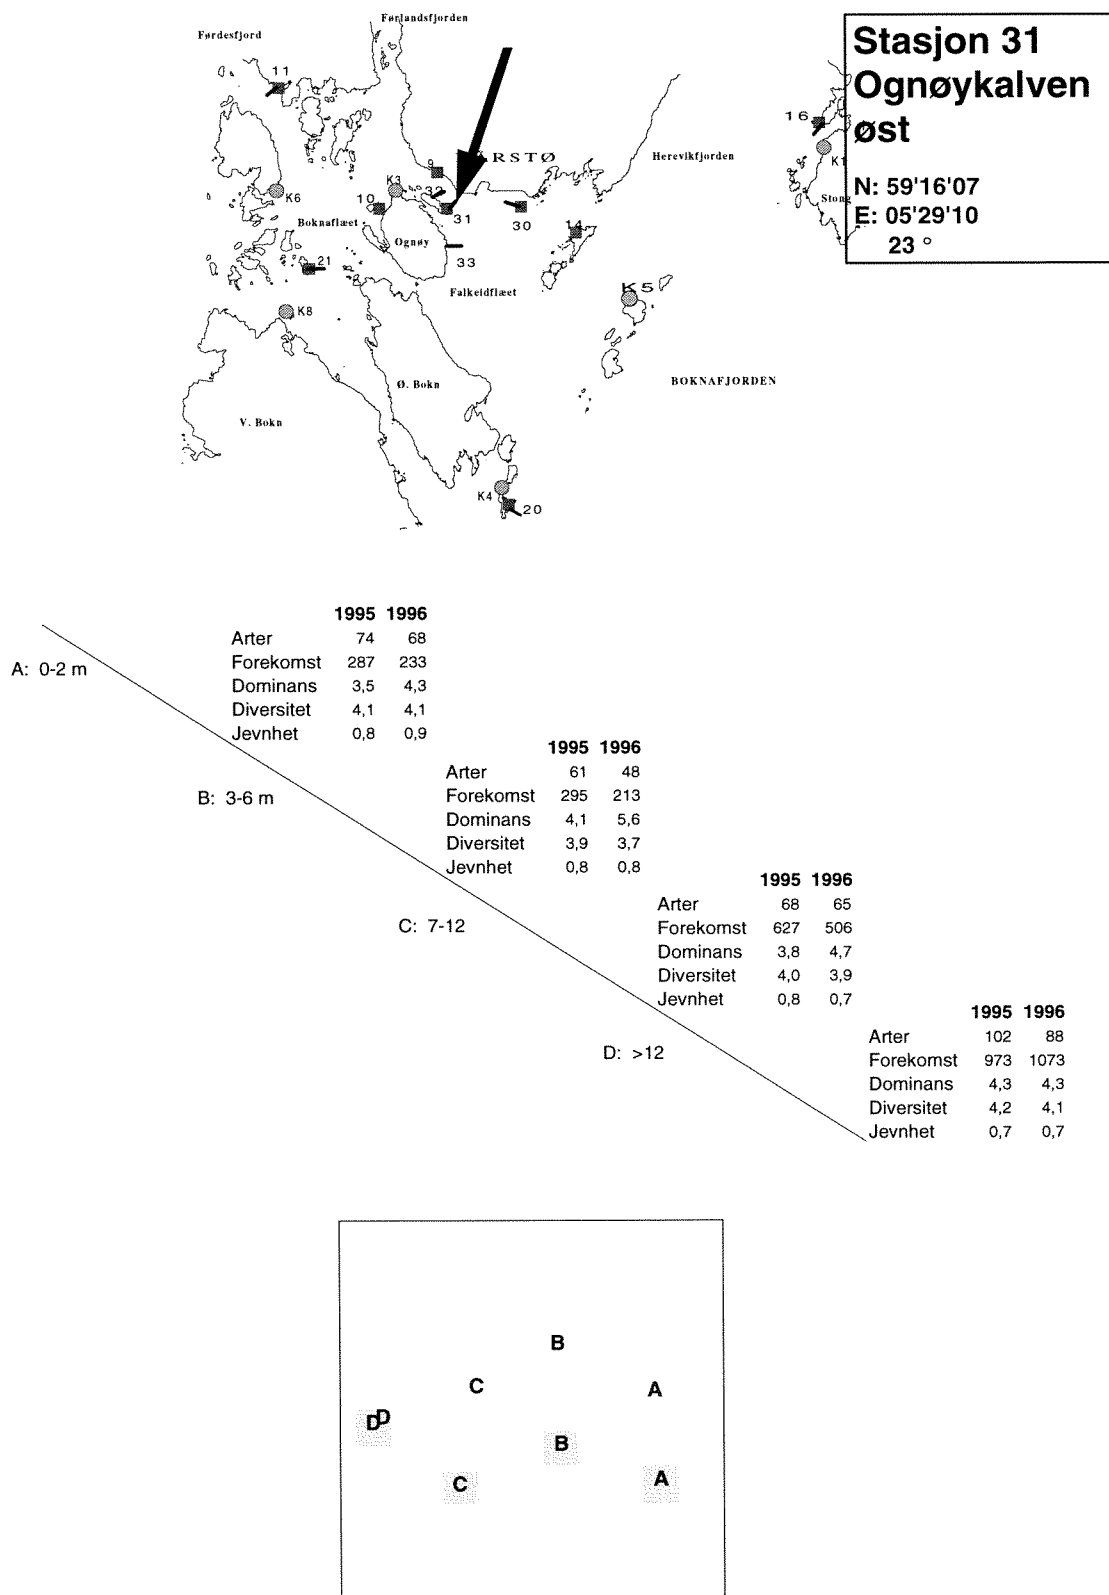 Førlandsfjorden
Førdesfjord
11
Stasjon 31
Ognøykalven
øst
N: 59'16'07
E: 05'29'10
23 °
16
K1
Stong
9
ÅRSTØ
Herevikfjorden
K3
32
K6
10
31
30
14
Boknaflæet
Ognøy
33
21
K5
Falkeidflæet
K8
Ø. Bokn
BOKNAFJORDEN
V. Bokn
K4
20
A: 0-2 m
1995 1996
Arter 74 68
Forekomst 287 233
Dominans 3,5 4,3
Diversitet 4,1 4,1
Jevnhet 0,8 0,9
B: 3-6 m
1995 1996
Arter 61 48
Forekomst 295 213
Dominans 4,1 5,6
Diversitet 3,9 3,7
Jevnhet 0,8 0,8
C: 7-12
1995 1996
Arter 68 65
Forekomst 627 506
Dominans 3,8 4,7
Diversitet 4,0 3,9
Jevnhet 0,8 0,7
D: >12
1995 1996
Arter 102 88
Forekomst 973 1073
Dominans 4,3 4,3
Diversitet 4,2 4,1
Jevnhet 0,7 0,7
B
C
A
D D
B
C
A